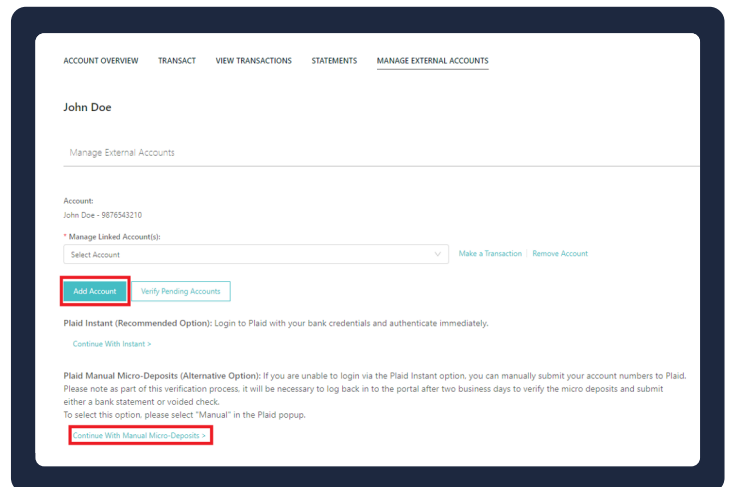 ACCOUNT OVERVIEW TRANSACT VIEW TRANSACTIONS STATEMENTS MANAGE EXTERNAL ACCOUNTS
John Doe
Manage External Accounts
Account:
John Doe - 9876543210
* Manage Linked Account(s):
Select Account Make a Transaction | Remove Account
Add Account Verify Pending Accounts
Plaid Instant (Recommended Option): Login to Plaid with your bank credentials and authenticate immediately.
Continue With Instant >
Plaid Manual Micro-Deposits (Alternative Option): If you are unable to login via the Plaid Instant option, you can manually submit your account numbers to Plaid.
Please note as part of this verification process, it will be necessary to log back in to the portal after two business days to verify the micro deposits and submit
either a bank statement or voided check.
To select this option, please select "Manual" in the Plaid popup.
Continue With Manual Micro-Deposits >